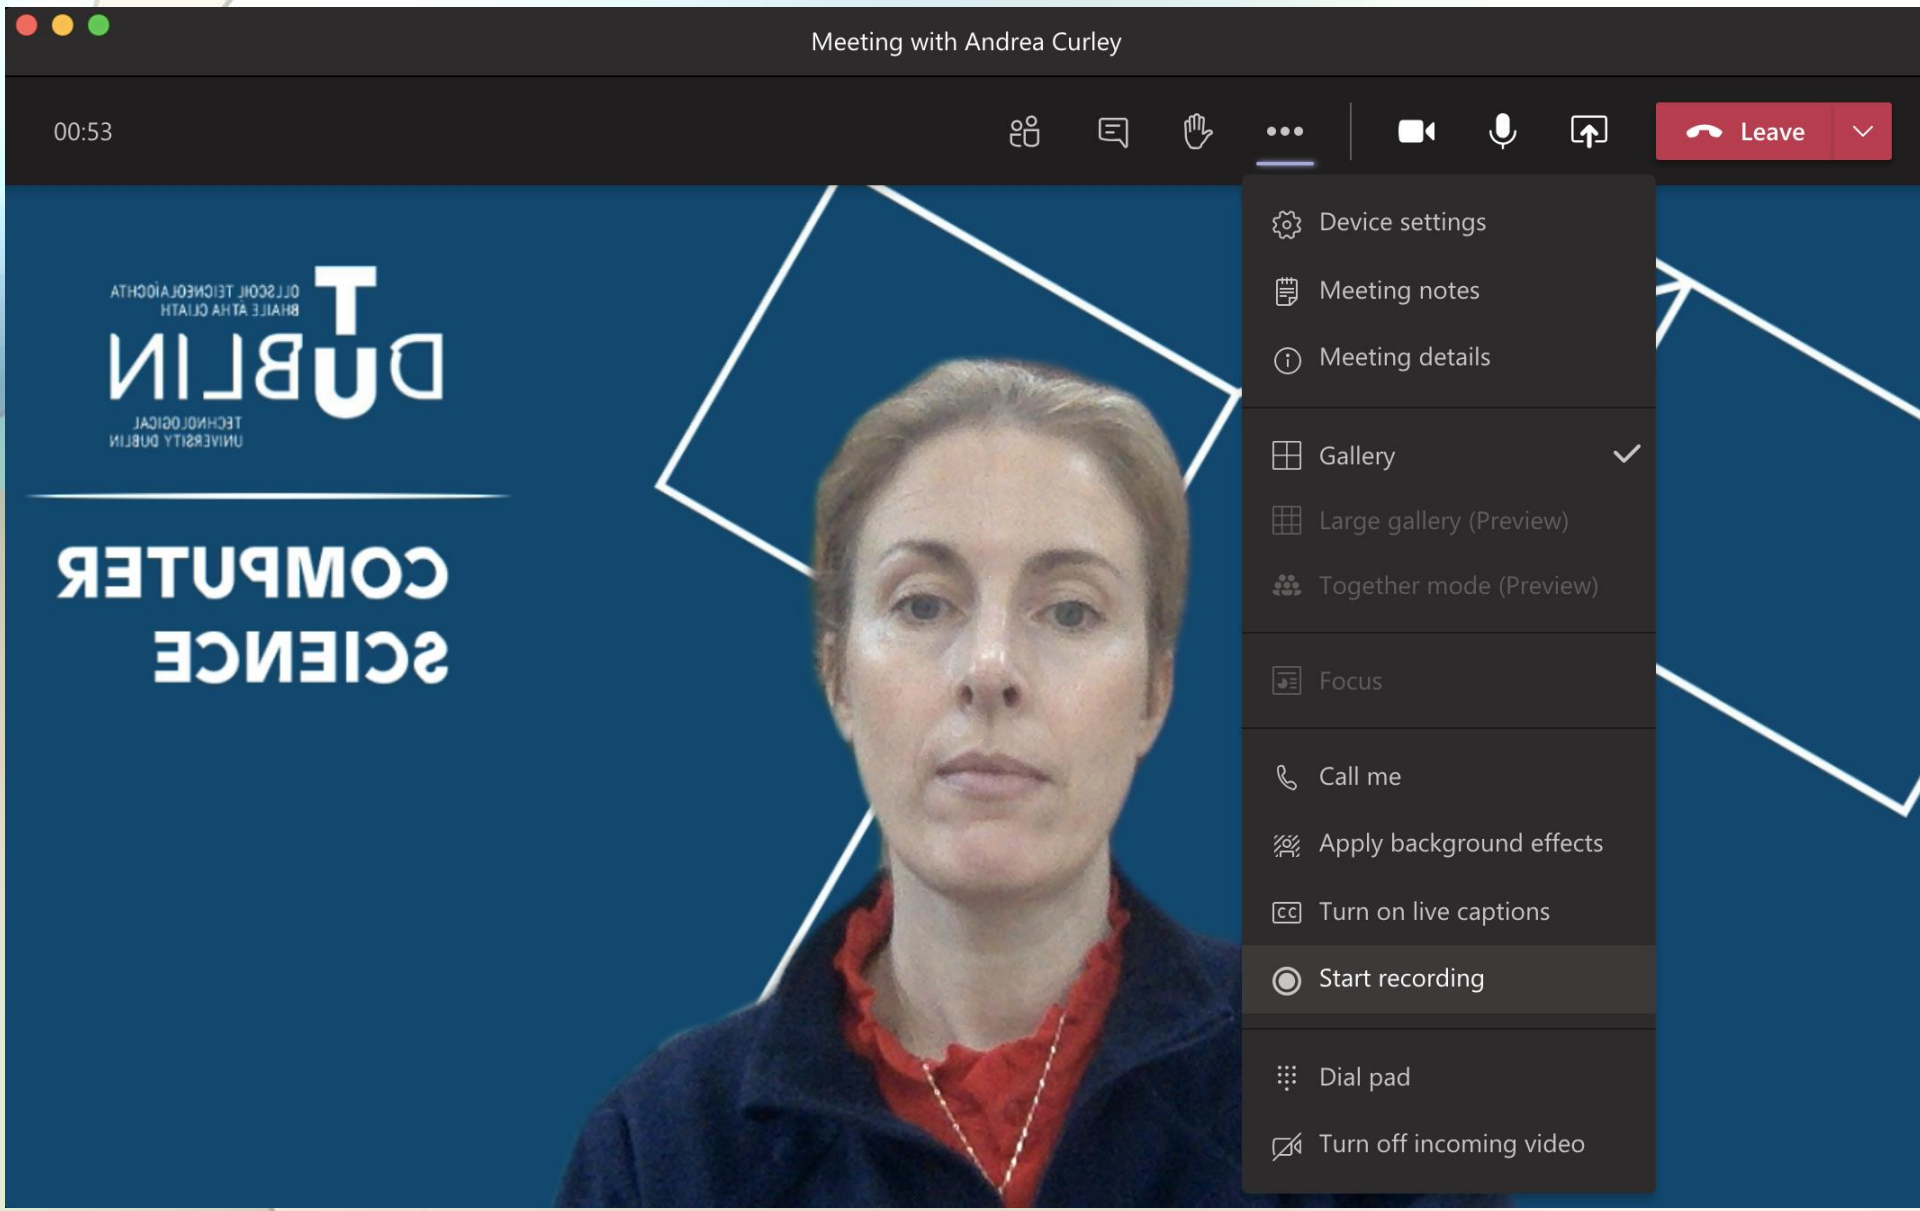 Meeting with Andrea Curley
00:53
Leave
OLLSCOIL TEICNEOLAÍOCHTA
BHAILE ÁTHA CLIATH
TU
DUBLIN
TECHNOLOGICAL
UNIVERSITY DUBLIN
COMPUTER
SCIENCE
Device settings
Meeting notes
Meeting details
Gallery
Large gallery (Preview)
Together mode (Preview)
Focus
Call me
Apply background effects
CC Turn on live captions
Start recording
Dial pad
Turn off incoming video